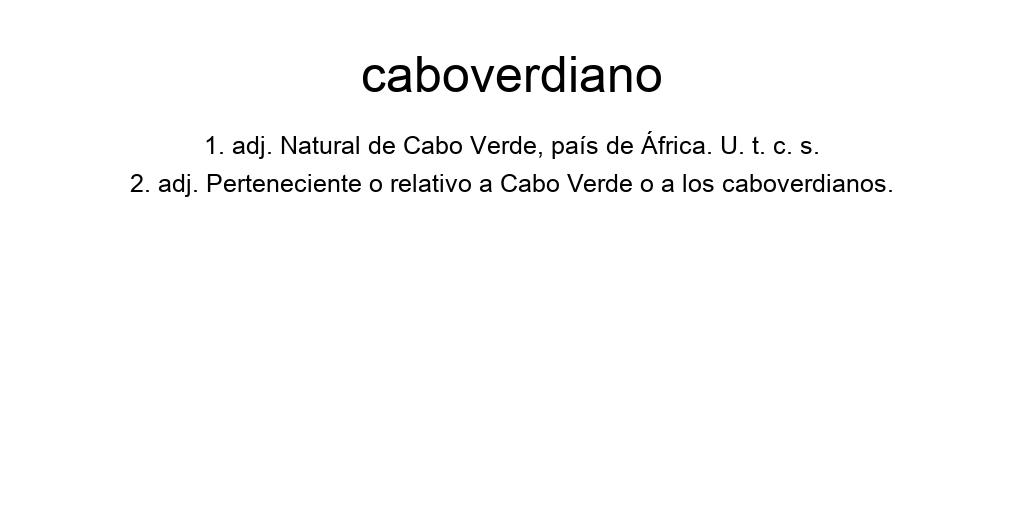 caboverdiano
1. adj. Natural de Cabo Verde, país de África. U. t. c. s.
2. adj. Perteneciente o relativo a Cabo Verde o a los caboverdianos.